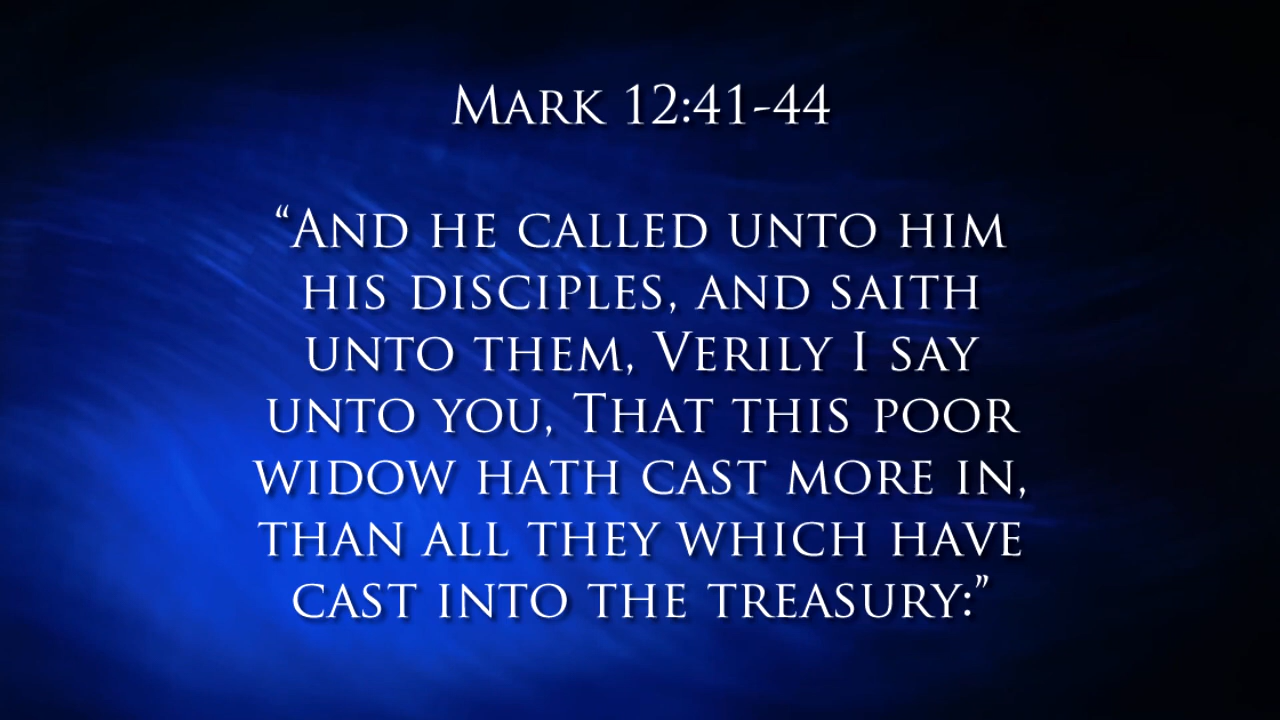 Mark 12:41-44
“And he called unto him
his disciples, and saith
unto them, Verily I say
unto you, That this poor
widow hath cast more in,
than all they which have
cast into the treasury:”